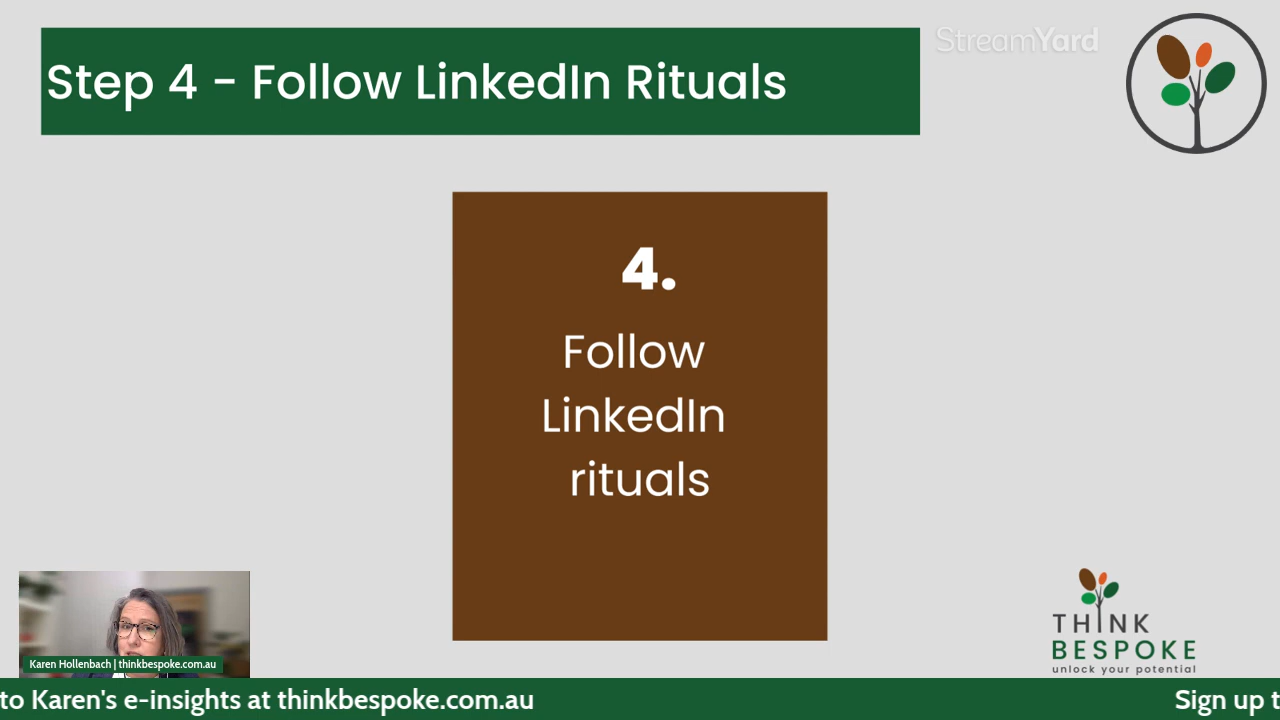 Step 4 - Follow LinkedIn Rituals
StreamYard
4.
Follow
LinkedIn
rituals
THINK
BESPOKE
unlock your potential
Karen Hollenbach | thinkbespoke.com.au
to Karen's e-insights at thinkbespoke.com.au
Sign up t